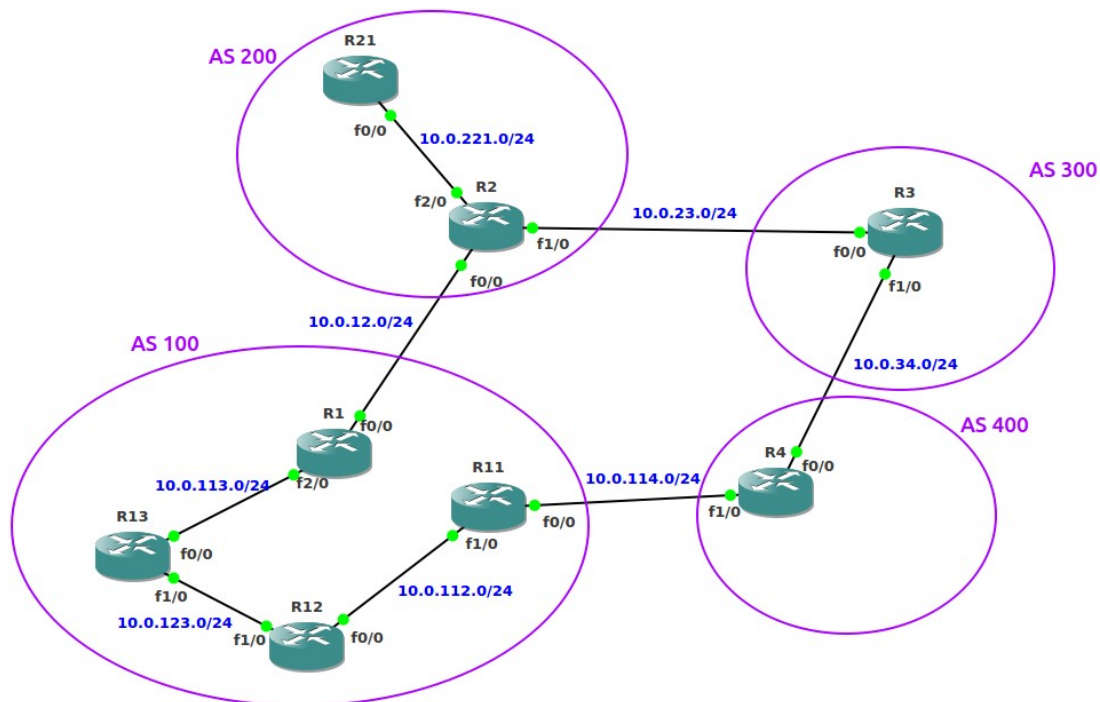 R21
AS 200
f0/0
10.0.221.0/24
R2
f2/0
AS 300
R3
10.0.23.0/24
f1/0
f0/0
f0/0
f1/0
10.0.12.0/24
AS 100
10.0.34.0/24
R1
f0/0
AS 400
R4
f0/0
R11
10.0.114.0/24
10.0.113.0/24
f2/0
f0/0
f1/0
R13
f0/0
f1/0
f1/0
10.0.112.0/24
R12
10.0.123.0/24
f1/0
f0/0